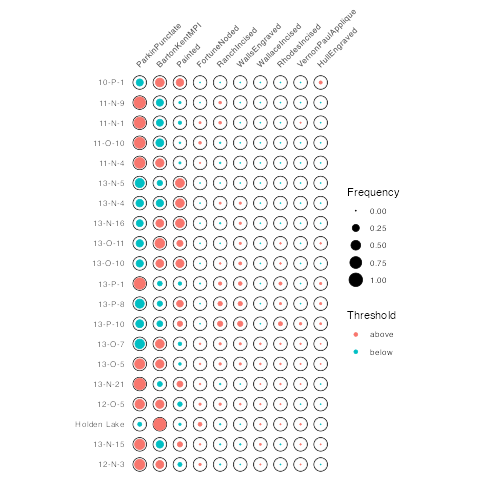 ParkinPunctate
BartonKentMPI
Painted
FortuneNoded
RanchIncised
WallsEngraved
WallaceIncised
RhodesIncised
VernonPaulApplique
HullEngraved
10-P-1
11-N-9
11-N-1
11-O-10
11-N-4
13-N-5
13-N-4
13-N-16
13-O-11
13-O-10
13-P-1
13-P-8
13-P-10
13-O-7
13-O-5
13-N-21
12-O-5
Holden Lake
13-N-15
12-N-3
Frequency
0.00
0.25
0.50
0.75
1.00
Threshold
above
below